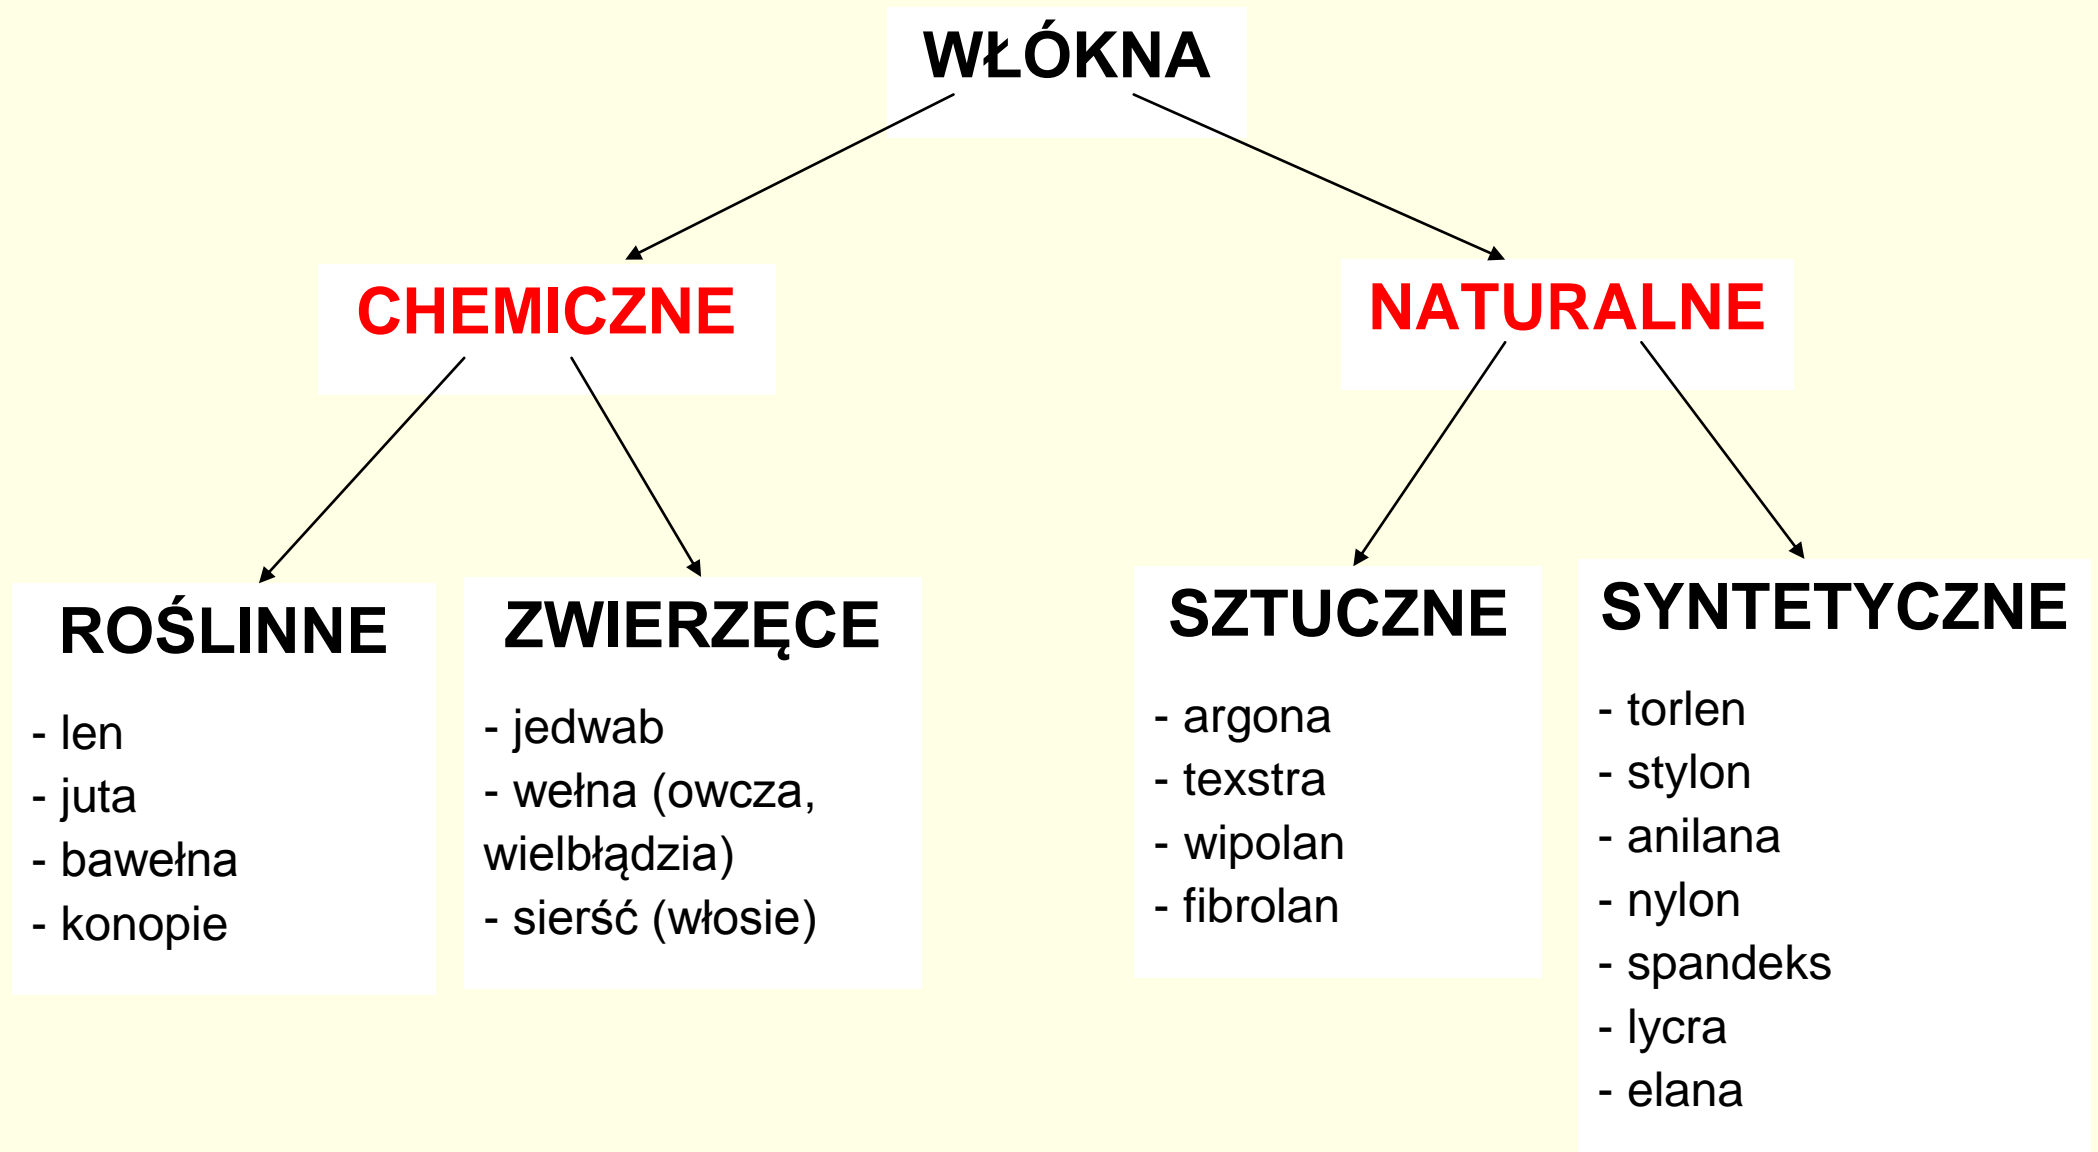 WŁÓKNA
CHEMICZNE
NATURALNE
ROŚLINNE
- len
- juta
- bawełna
- konopie
ZWIERZĘCE
- jedwab
- wełna (owcza,
wielbłądzia)
- sierść (włosie)
SZTUCZNE
- argona
- texstra
- wipolan
- fibrolan
SYNTETYCZNE
- torlen
- stylon
- anilana
- nylon
- spandeks
- lycra
- elana